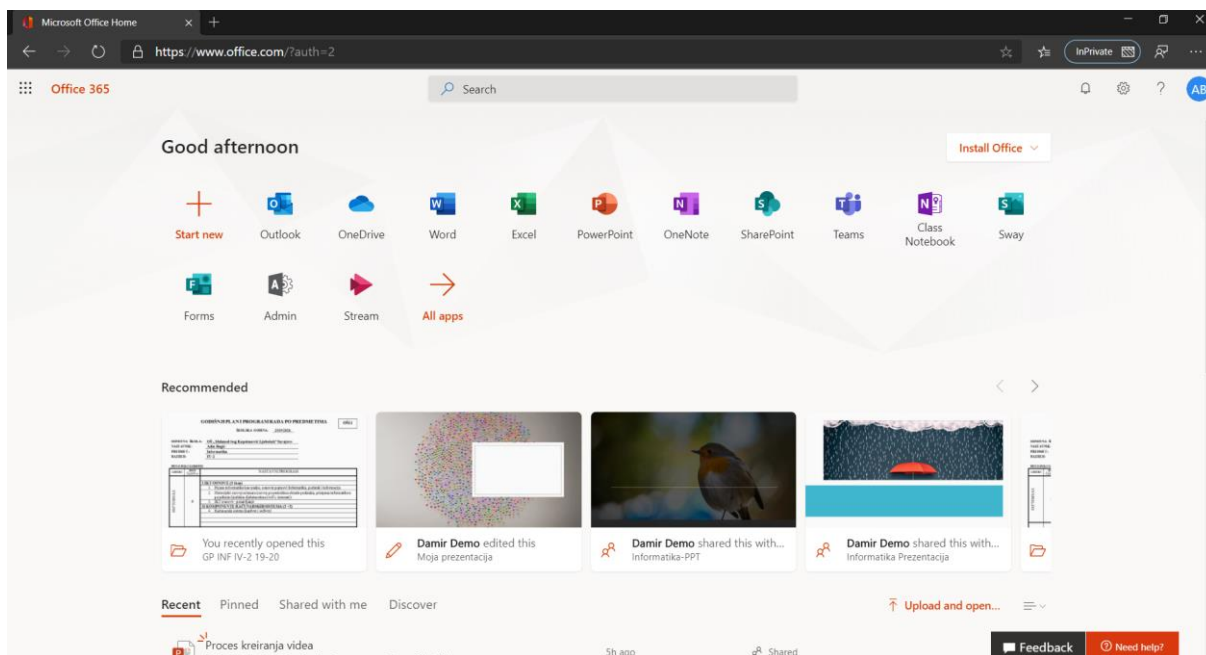 Microsoft Office Home
https://www.office.com/?auth=2
InPrivate
Office 365
Search
AB
Good afternoon
Install Office
Start new
Outlook
OneDrive
Word
Excel
PowerPoint
OneNote
SharePoint
Teams
Class
Notebook
Sway
Forms
Admin
Stream
All apps
Recommended
You recently opened this
GP INF IV-2 19-20
Damir Demo edited this
Moja prezentacija
Damir Demo shared this with...
Informatika-PPT
Damir Demo shared this with...
Informatika Prezentacija
Recent
Pinned
Shared with me
Discover
Upload and open...
Proces kreiranja videa
5h ago
Shared
Feedback
Need help?